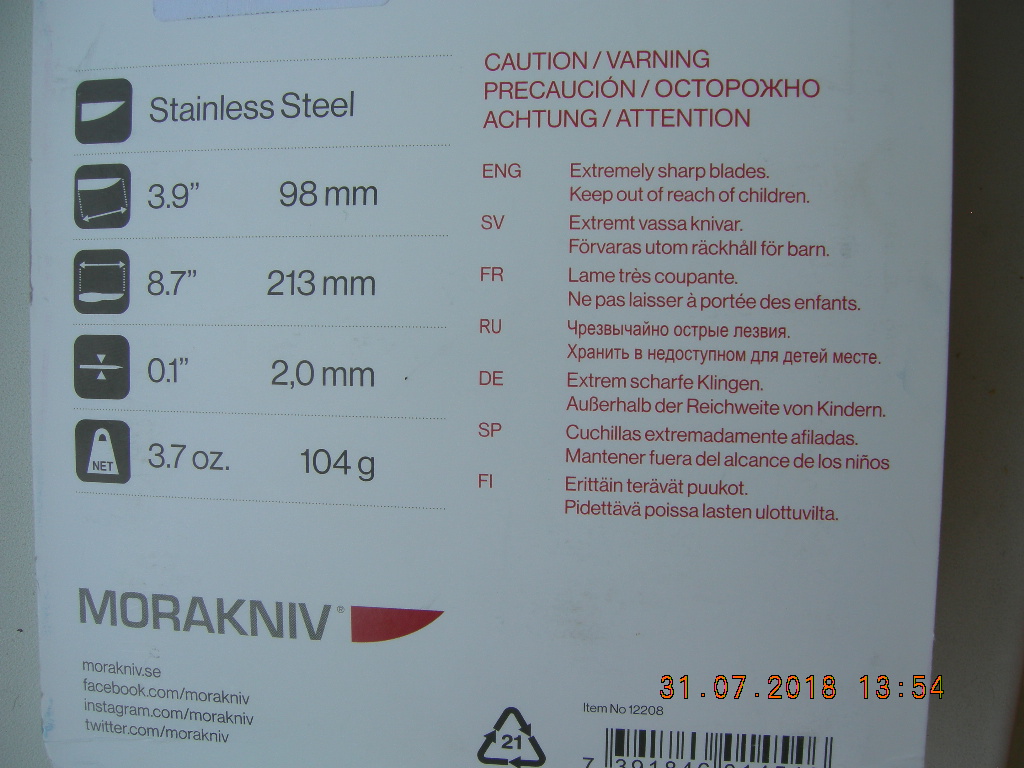 Stainless Steel
3.9” 98 mm
8.7” 213 mm
0.1” 2,0 mm
NET
3.7 oz. 104 g
CAUTION / VARNING
PRECAUCIÓN / ОСТОРОЖНО
ACHTUNG / ATTENTION
ENG Extremely sharp blades.
Keep out of reach of children.
SV Extremt vassa knivar.
Förvaras utom räckhåll för barn.
FR Lame très coupante.
Ne pas laisser à portée des enfants.
RU Чрезвычайно острые лезвия.
Хранить в недоступном для детей месте.
DE Extrem scharfe Klingen.
Außerhalb der Reichweite von Kindern.
SP Cuchillas extremadamente afiladas.
Mantener fuera del alcance de los niños
FI Erittäin terävät puukot.
Pidettävä poissa lasten ulottuvilta.
MORAKNIV®
morakniv.se
facebook.com/morakniv
instagram.com/morakniv
twitter.com/morakniv
31.07.2018 13:54
Item No 12208
21